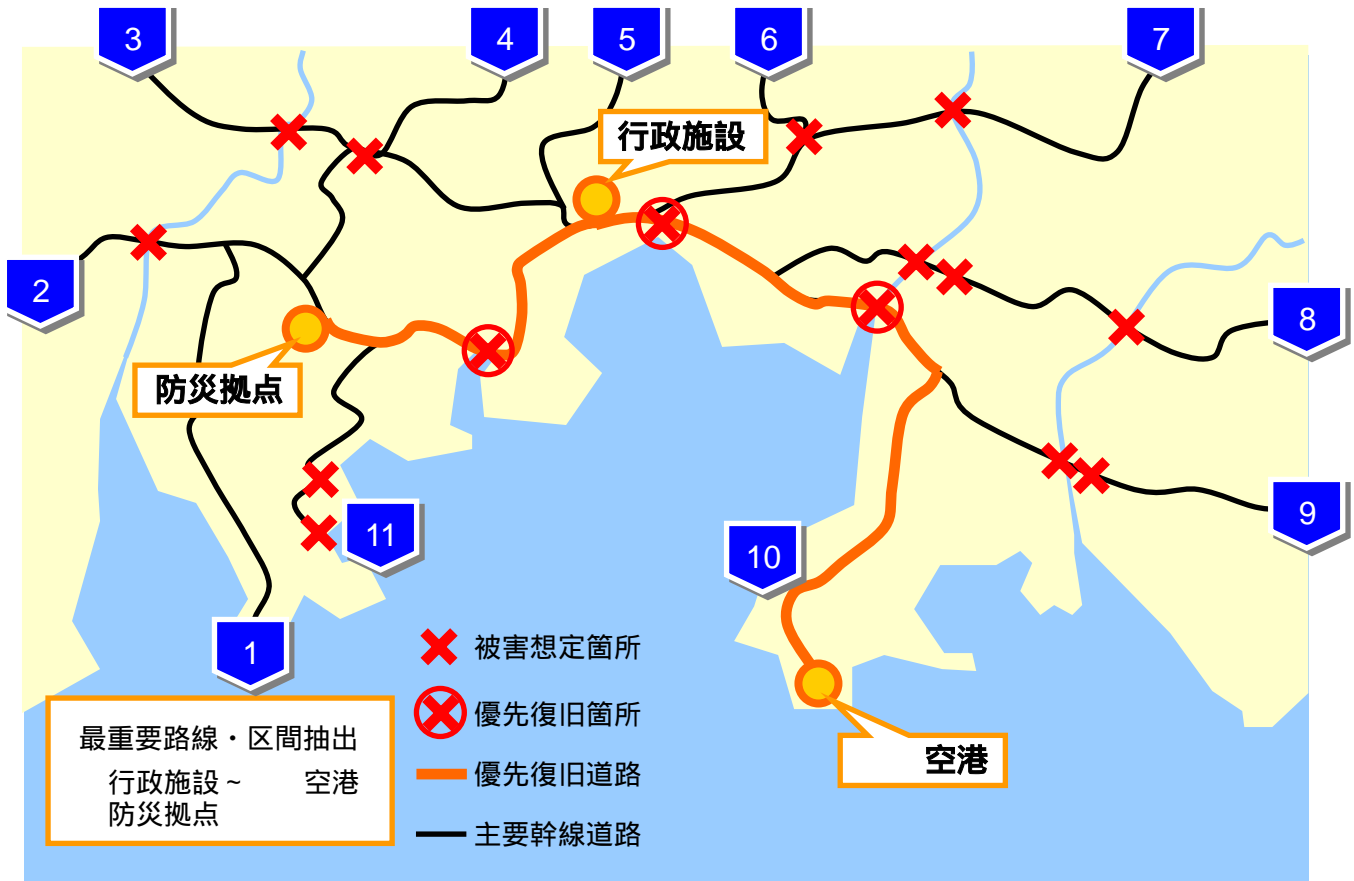 3
4
5
6
7
行政施設
2
8
防災拠点
9
11
10
1
被害想定箇所
優先復旧箇所
最重要路線・区間抽出
行政施設~　　空港
防災拠点
優先復旧道路
主要幹線道路
空港